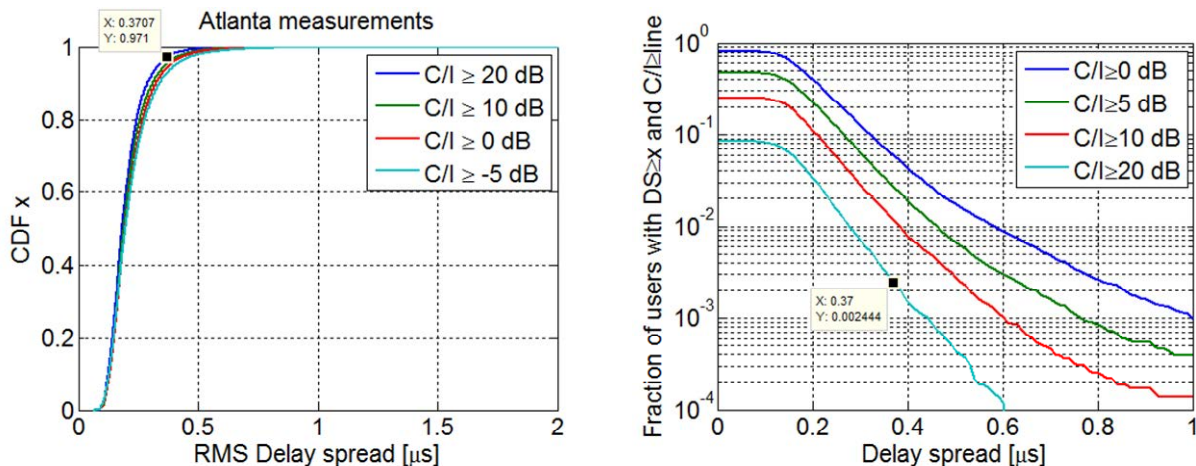 Atlanta measurements
X: 0.3707
Y: 0.971
1
0.8
0.6
0.4
0.2
0
CDF x
C/I ≥ 20 dB
C/I ≥ 10 dB
C/I ≥ 0 dB
C/I ≥ -5 dB
0
0.5
1
1.5
2
RMS Delay spread [μs]
Fraction of users with DS≥x and C/I≥line
10^0
10^-1
10^-2
10^-3
10^-4
C/I≥0 dB
C/I≥5 dB
C/I≥10 dB
C/I≥20 dB
X: 0.37
Y: 0.002444
0
0.2
0.4
0.6
0.8
1
Delay spread [μs]